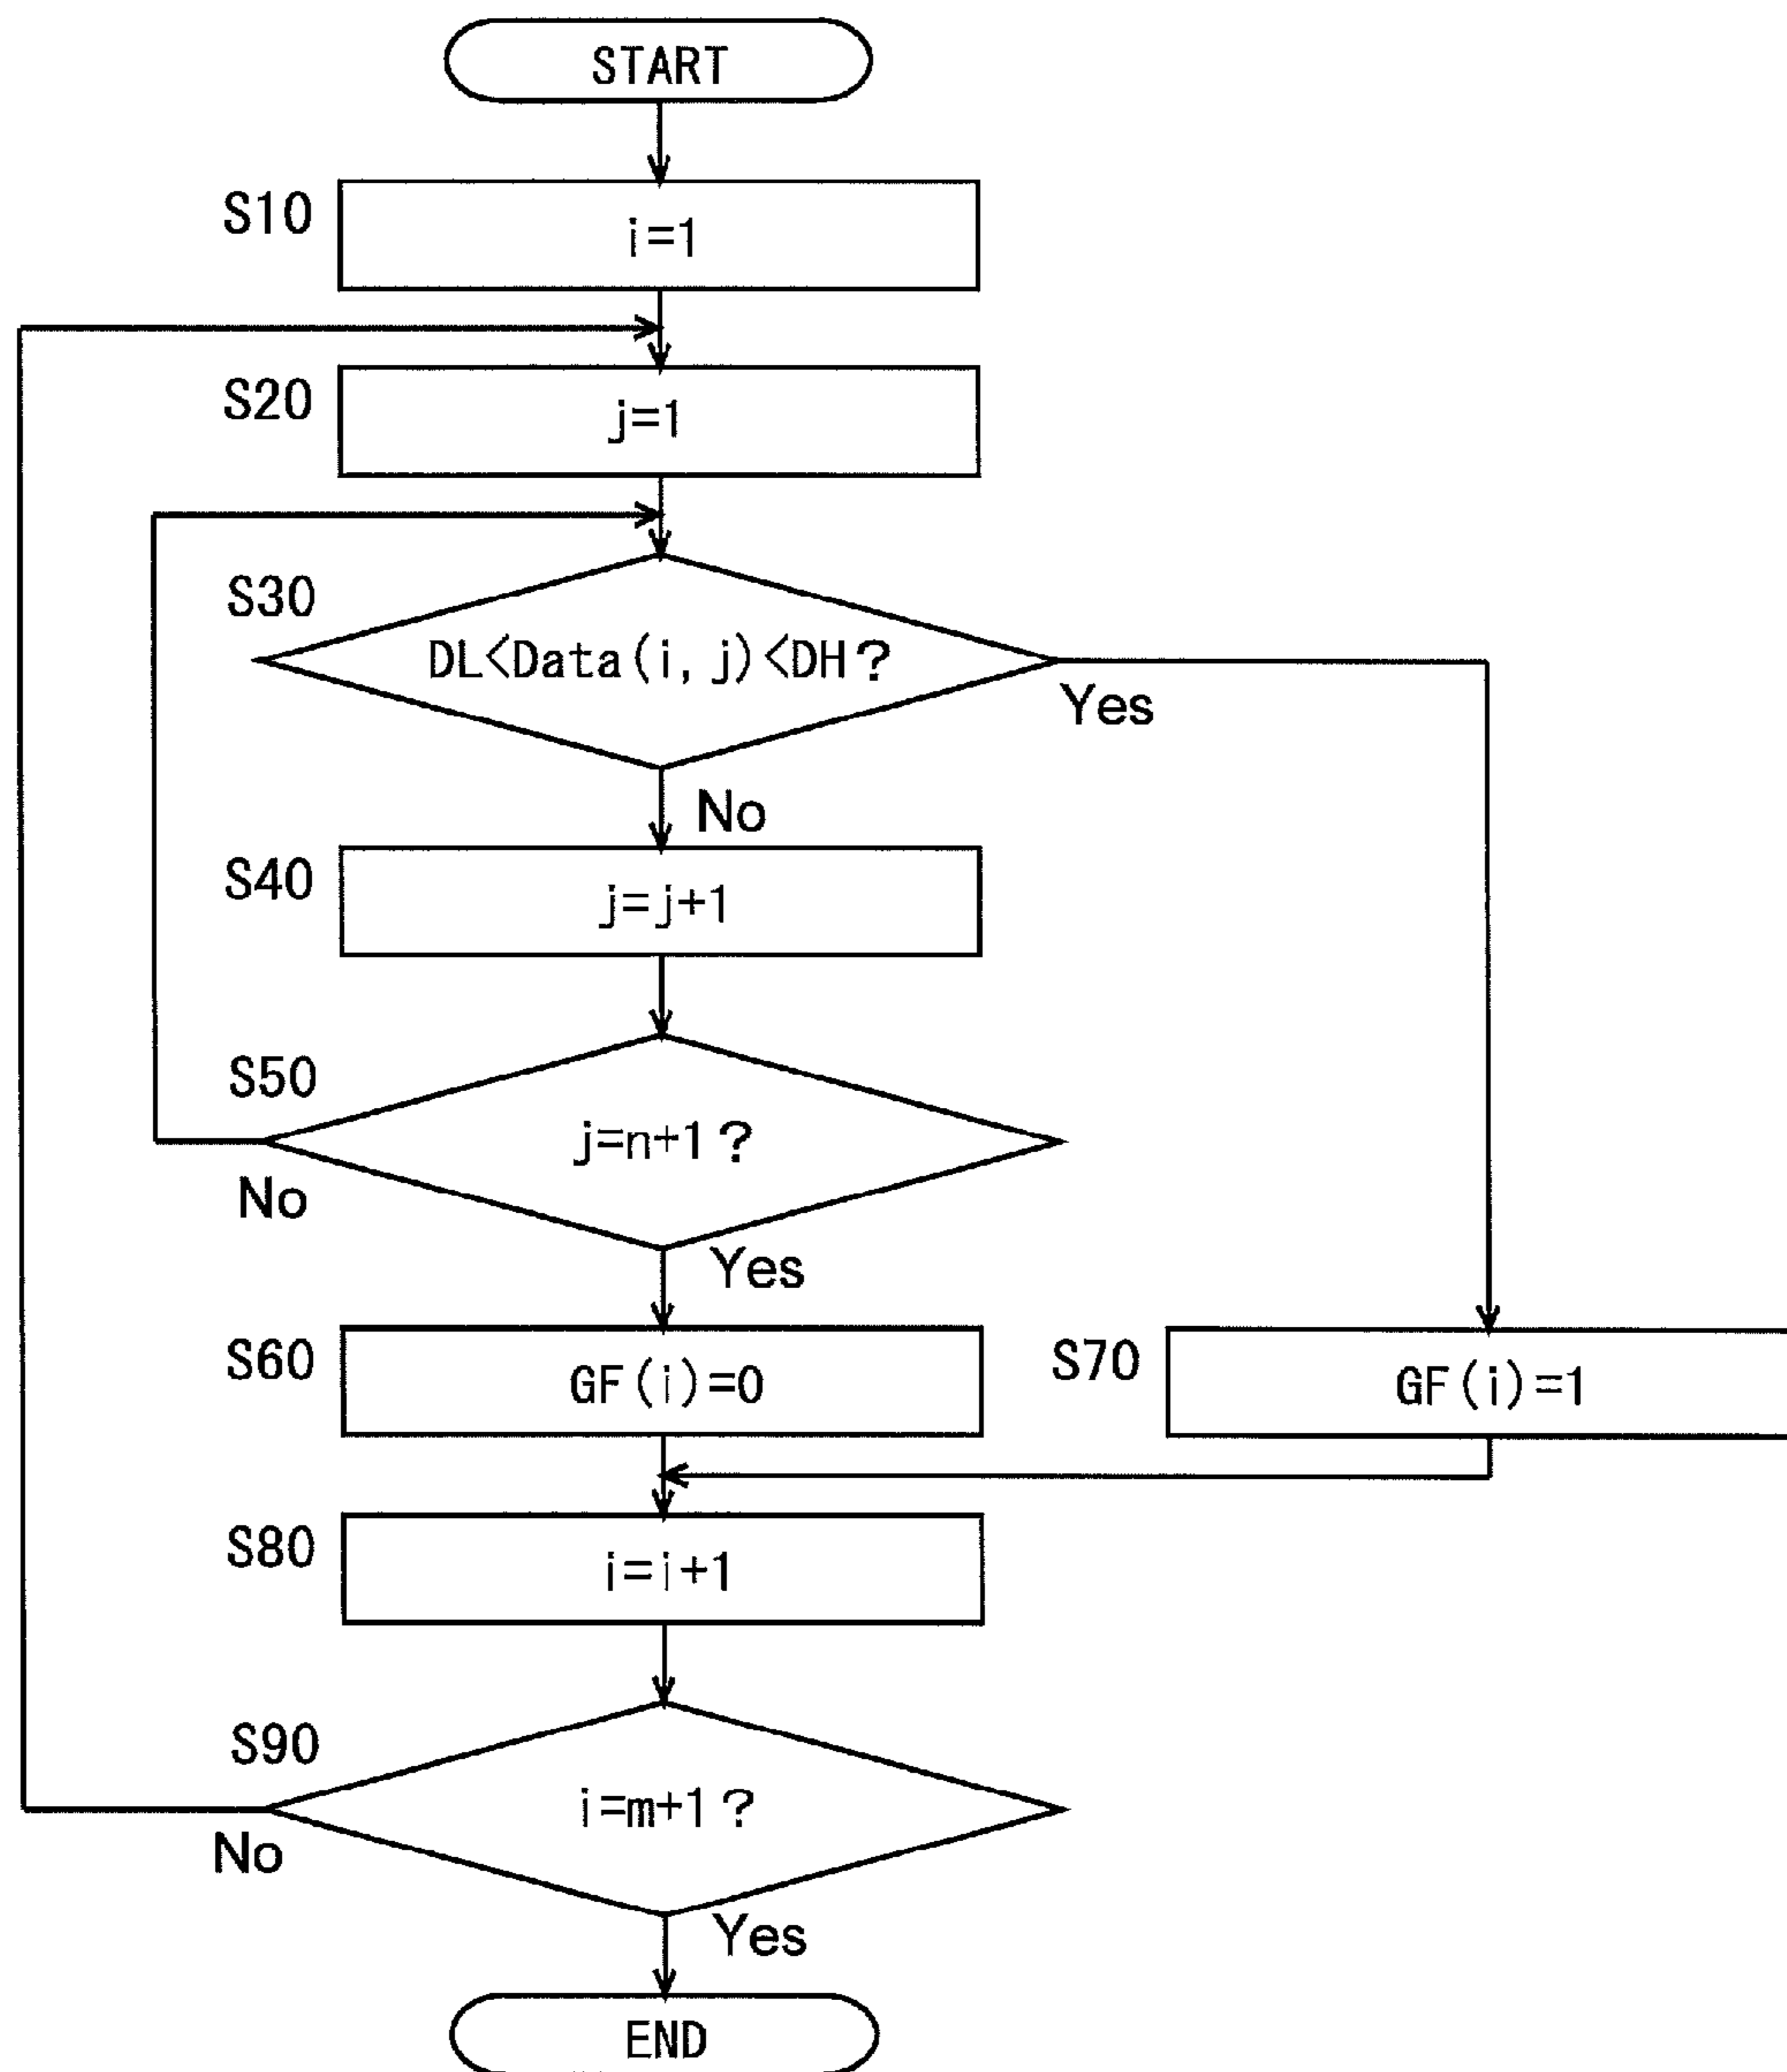 START
S10
i=1
S20
j=1
S30
DL<Data(i,j)<DH?
Yes
No
S40
j=j+1
S50
j=n+1?
No
Yes
S60
GF(i)=0
S70
GF(i)=1
S80
i=i+1
S90
i=m+1?
No
Yes
END